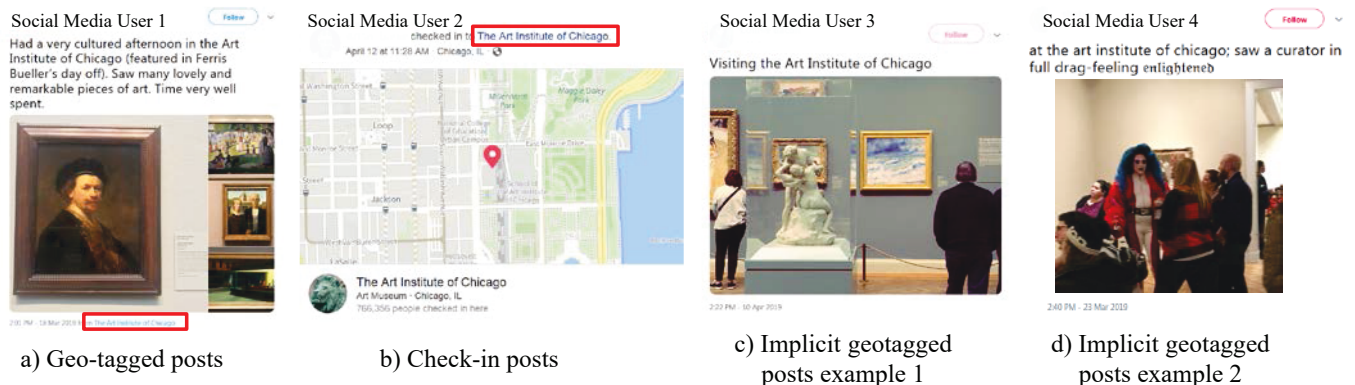 Social Media User 1
Follow
Had a very cultured afternoon in the Art
Institute of Chicago (featured in Ferris
Bueller's day off). Saw many lovely and
remarkable pieces of art. Time very well
spent.
The Art Institute of Chicago
a) Geo-tagged posts
Social Media User 2
checked in to The Art Institute of Chicago.
April 12 at 11:28 AM · Chicago, IL ·
Maggie Daley
Park
Millennium
Park
Loop
Jackson
The Art Institute of Chicago
Art Museum · Chicago, IL
766,356 people checked in here
b) Check-in posts
Social Media User 3
Follow
Visiting the Art Institute of Chicago
2:22 PM - 10 Apr 2019
c) Implicit geotagged
posts example 1
Social Media User 4
Follow
at the art institute of chicago; saw a curator in
full drag-feeling enlightened
2:40 PM - 23 Mar 2019
d) Implicit geotagged
posts example 2